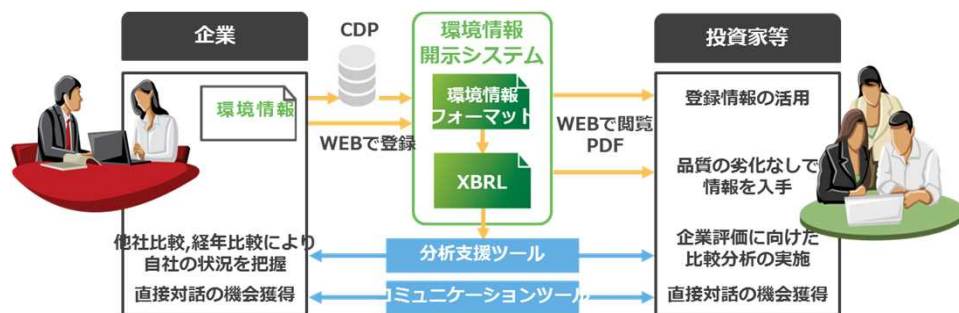 企業
CDP
環境情報
開示システム
投資家等
環境情報
環境情報
フォーマット
WEBで登録
WEBで閲覧
PDF
登録情報の活用
XBRL
品質の劣化なしで
情報を入手
他社比較,経年比較により
自社の状況を把握
分析支援ツール
企業評価に向けた
比較分析の実施
直接対話の機会獲得
コミュニケーションツール
直接対話の機会獲得